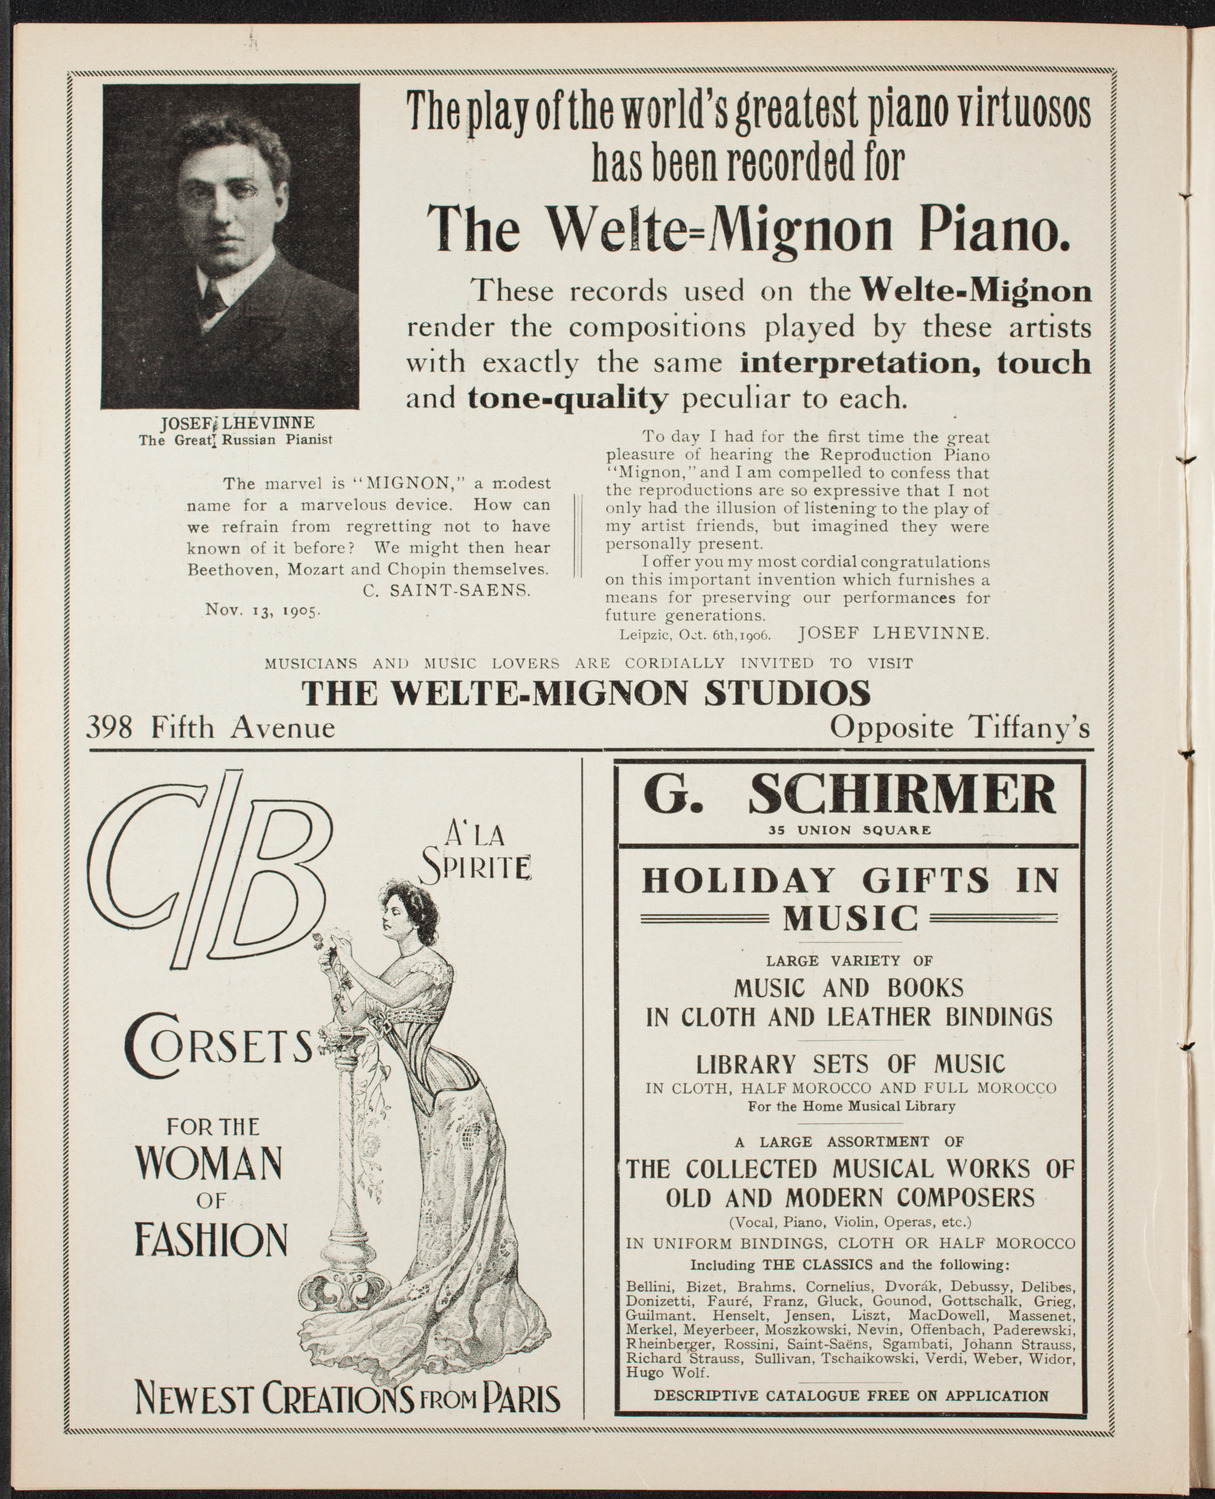 The play of the world's greatest piano virtuosos
has been recorded for
The Welte=Mignon Piano.
These records used on the Welte-Mignon
render the compositions played by these artists
with exactly the same interpretation, touch
and tone-quality peculiar to each.
JOSEF LHÉVINNE
The Great Russian Pianist
The marvel is "MIGNON," a modest
name for a marvelous device. How can
we refrain from regretting not to have
known of it before? We might then hear
Beethoven, Mozart and Chopin themselves.
C. SAINT-SAENS.
Nov. 13, 1905.
To day I had for the first time the great
pleasure of hearing the Reproduction Piano
"Mignon," and I am compelled to confess that
the reproductions are so expressive that I not
only had the illusion of listening to the play of
my artist friends, but imagined they were
personally present.
I offer you my most cordial congratulations
on this important invention which furnishes a
means for preserving our performances for
future generations.
Leipzic, Oct. 6th, 1906. JOSEF LHEVINNE.
MUSICIANS AND MUSIC LOVERS ARE CORDIALLY INVITED TO VISIT
THE WELTE-MIGNON STUDIOS
398 Fifth Avenue Opposite Tiffany's
C/B
A' LA
SPIRITE
CORSETS
FOR THE
WOMAN
OF
FASHION
NEWEST CREATIONS FROM PARIS
G. SCHIRMER
35 UNION SQUARE
HOLIDAY GIFTS IN
MUSIC
LARGE VARIETY OF
MUSIC AND BOOKS
IN CLOTH AND LEATHER BINDINGS
LIBRARY SETS OF MUSIC
IN CLOTH, HALF MOROCCO AND FULL MOROCCO
For the Home Musical Library
A LARGE ASSORTMENT OF
THE COLLECTED MUSICAL WORKS OF
OLD AND MODERN COMPOSERS
(Vocal, Piano, Violin, Operas, etc.)
IN UNIFORM BINDINGS, CLOTH OR HALF MOROCCO
Including THE CLASSICS and the following:
Bellini, Bizet, Brahms, Cornelius, Dvorák, Debussy, Delibes,
Donizetti, Fauré, Franz, Gluck, Gounod, Gottschalk, Grieg,
Guilmant, Henselt, Jensen, Liszt, MacDowell, Massenet,
Merkel, Meyerbeer, Moszkowski, Nevin, Offenbach, Paderewski,
Rheinberger, Rossini, Saint-Saëns, Sgambati, Johann Strauss,
Richard Strauss, Sullivan, Tschaikowski, Verdi, Weber, Widor,
Hugo Wolf.
DESCRIPTIVE CATALOGUE FREE ON APPLICATION